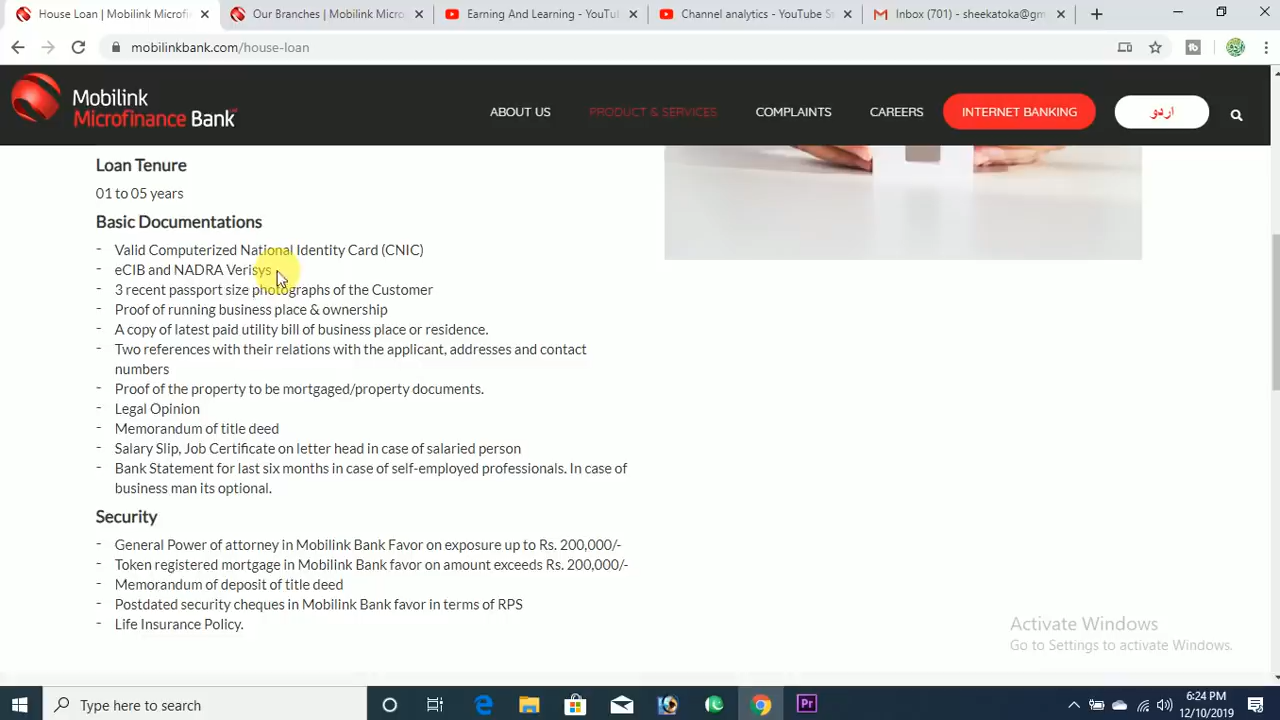 House Loan | Mobilink Microfin
Our Branches | Mobilink Micro
Earning And Learning - YouTu
Channel analytics - YouTube S
Inbox (701) - sheekatoka@gm
mobilinkbank.com/house-loan
Mobilink
Microfinance Bank
ABOUT US
PRODUCT & SERVICES
COMPLAINTS
CAREERS
INTERNET BANKING
اردو
Loan Tenure
01 to 05 years
Basic Documentations
- Valid Computerized National Identity Card (CNIC)
- eCIB and NADRA Verisys
- 3 recent passport size photographs of the Customer
- Proof of running business place & ownership
- A copy of latest paid utility bill of business place or residence.
- Two references with their relations with the applicant, addresses and contact
numbers
- Proof of the property to be mortgaged/property documents.
- Legal Opinion
- Memorandum of title deed
- Salary Slip, Job Certificate on letter head in case of salaried person
- Bank Statement for last six months in case of self-employed professionals. In case of
business man its optional.
Security
- General Power of attorney in Mobilink Bank Favor on exposure up to Rs. 200,000/-
- Token registered mortgage in Mobilink Bank favor on amount exceeds Rs. 200,000/-
- Memorandum of deposit of title deed
- Postdated security cheques in Mobilink Bank favor in terms of RPS
- Life Insurance Policy.
Activate Windows
Go to Settings to activate Windows.
Type here to search
Pr
6:24 PM
12/10/2019